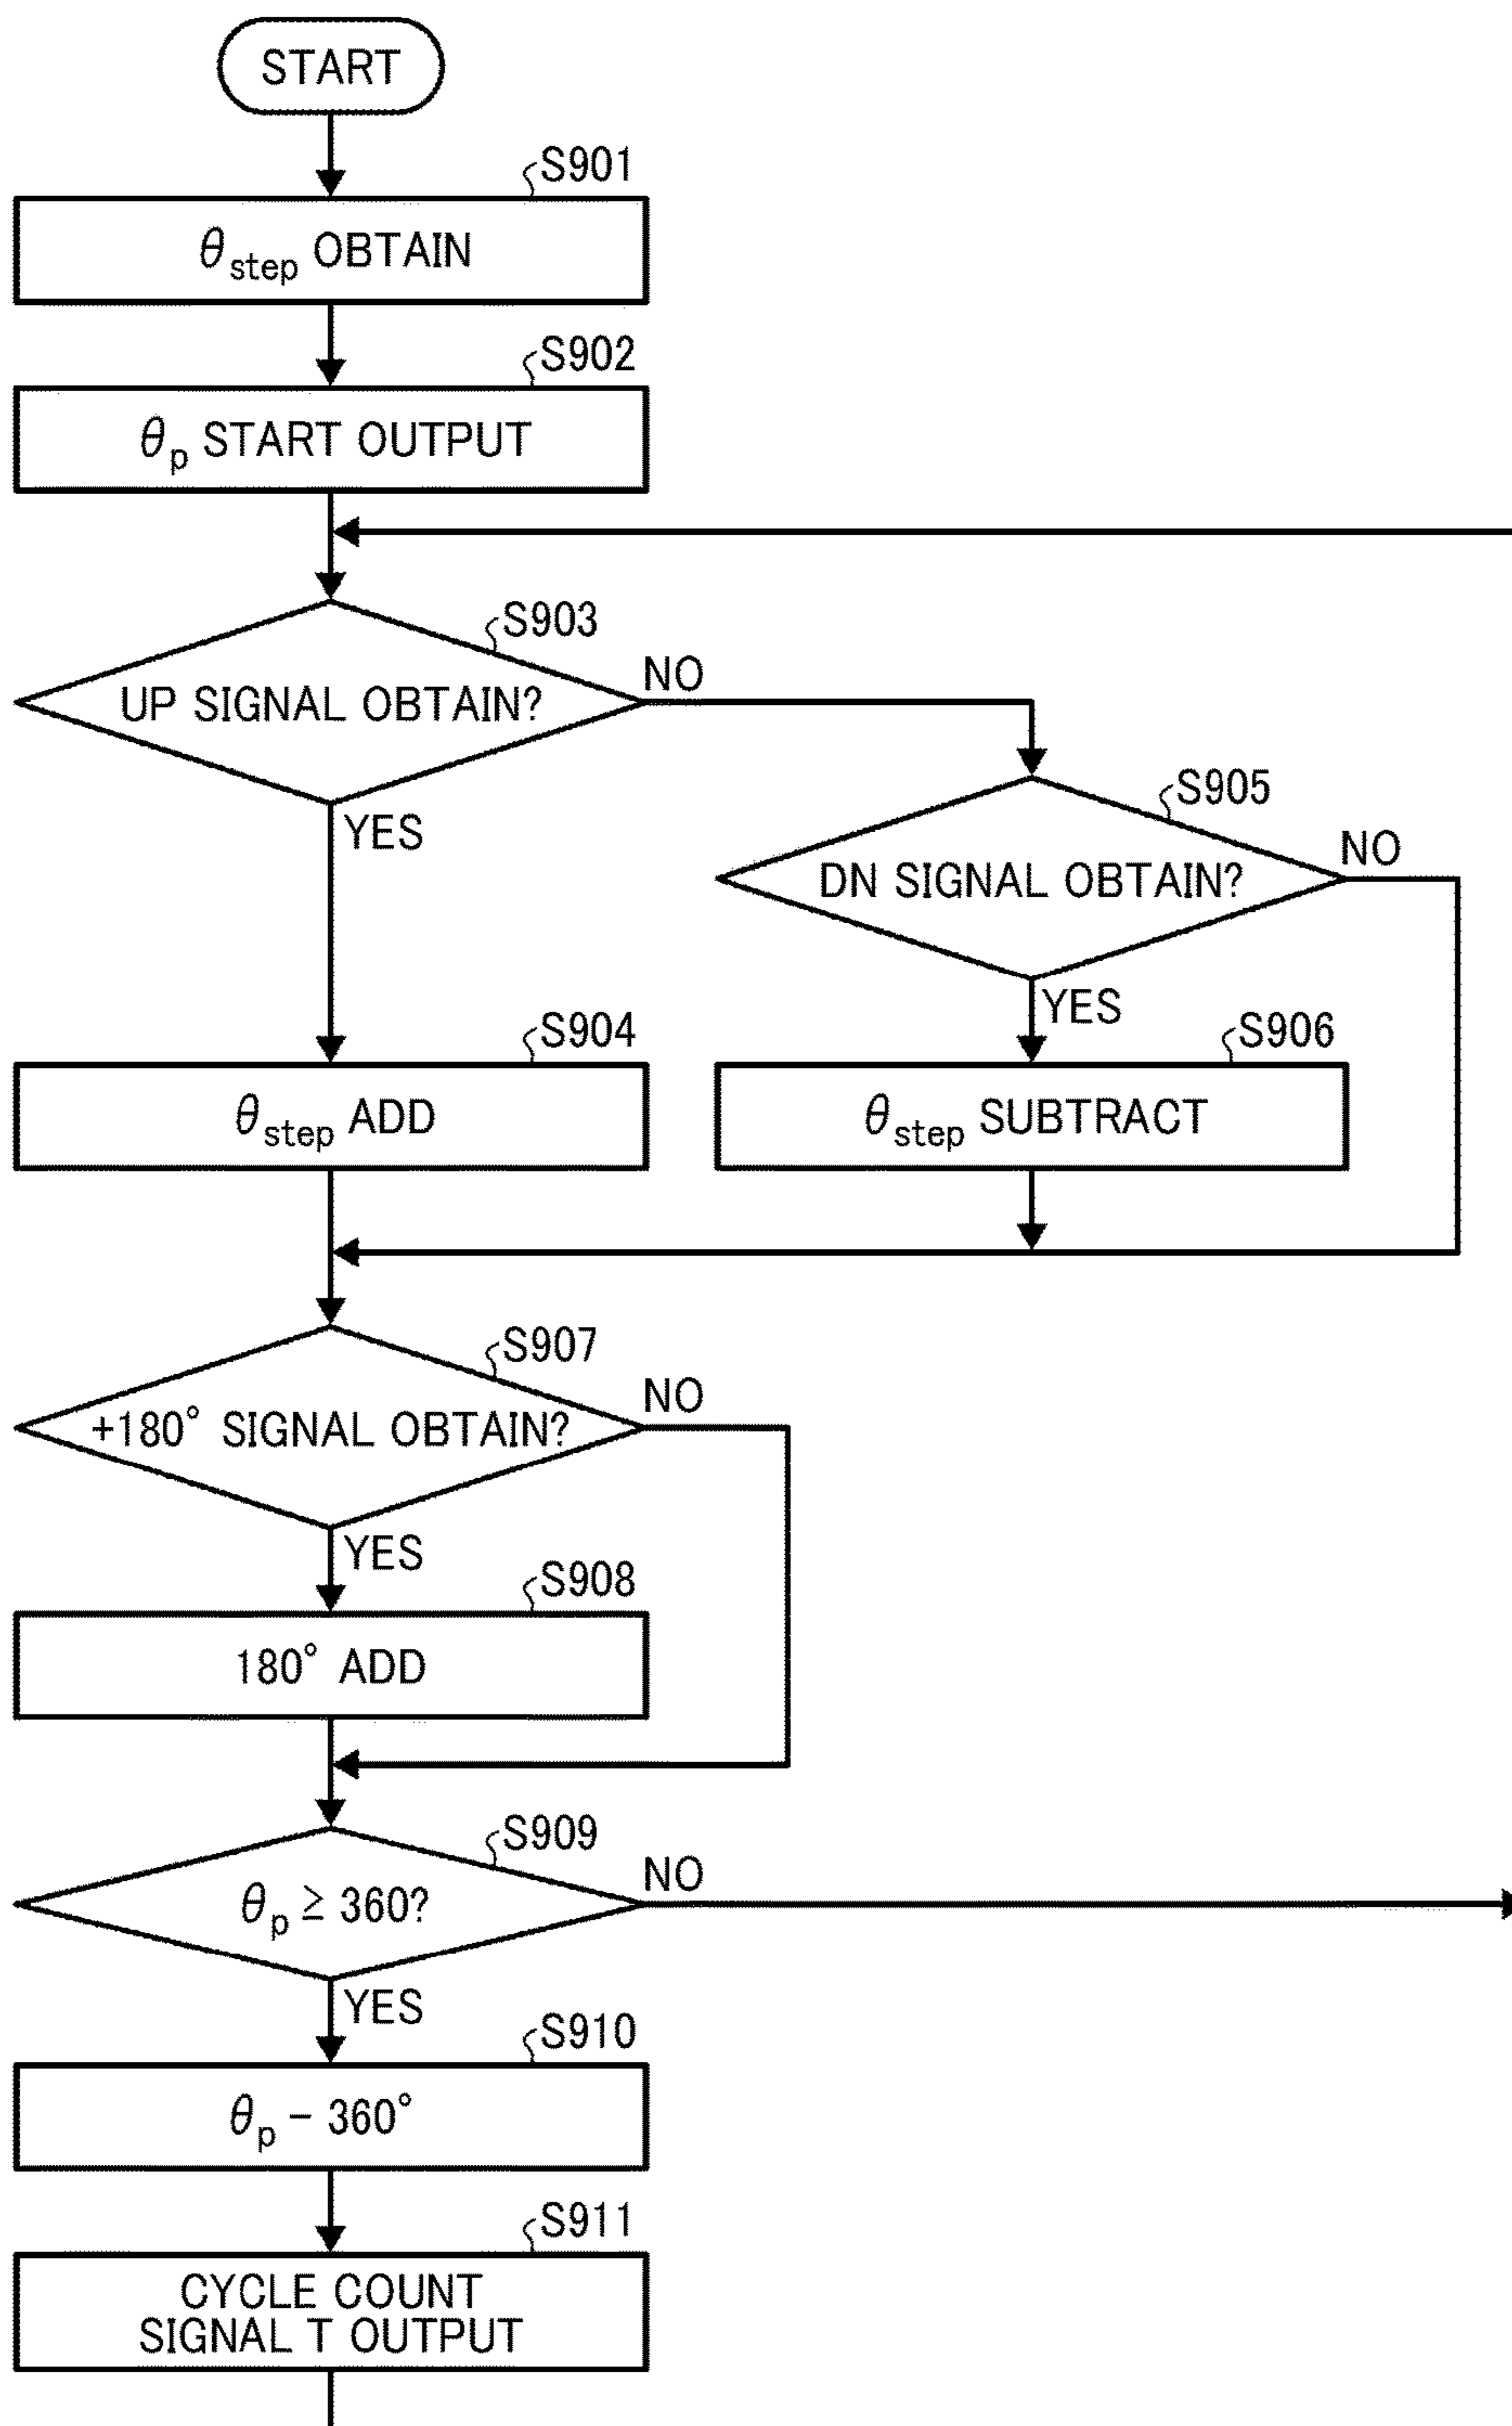 START
S901
θstep OBTAIN
S902
θp START OUTPUT
S903
UP SIGNAL OBTAIN?
NO
YES
S905
DN SIGNAL OBTAIN?
NO
YES
S904
θstep ADD
S906
θstep SUBTRACT
S907
+180° SIGNAL OBTAIN?
NO
YES
S908
180° ADD
S909
θp ≥ 360?
NO
YES
S910
θp − 360°
S911
CYCLE COUNT
SIGNAL T OUTPUT